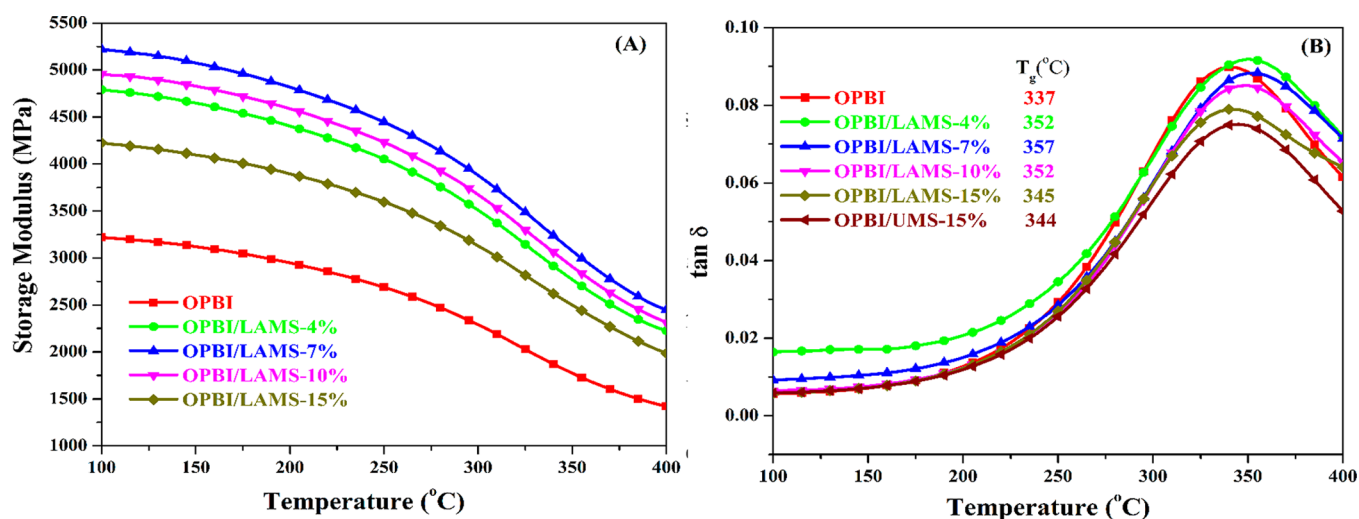 (A)
Storage Modulus (MPa)
5500
5000
4500
4000
3500
3000
2500
2000
1500
1000
OPBI
OPBI/LAMS-4%
OPBI/LAMS-7%
OPBI/LAMS-10%
OPBI/LAMS-15%
100 150 200 250 300 350 400
Temperature (°C)
(B)
tan δ
0.10
0.08
0.06
0.04
0.02
0.00
Tg(°C)
OPBI 337
OPBI/LAMS-4% 352
OPBI/LAMS-7% 357
OPBI/LAMS-10% 352
OPBI/LAMS-15% 345
OPBI/UMS-15% 344
100 150 200 250 300 350 400
Temperature (°C)